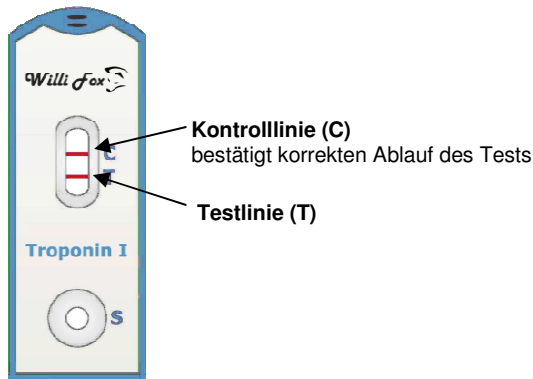 Willi Fox
Kontrolllinie (C)
bestätigt korrekten Ablauf des Tests
C
T
Testlinie (T)
Troponin I
S